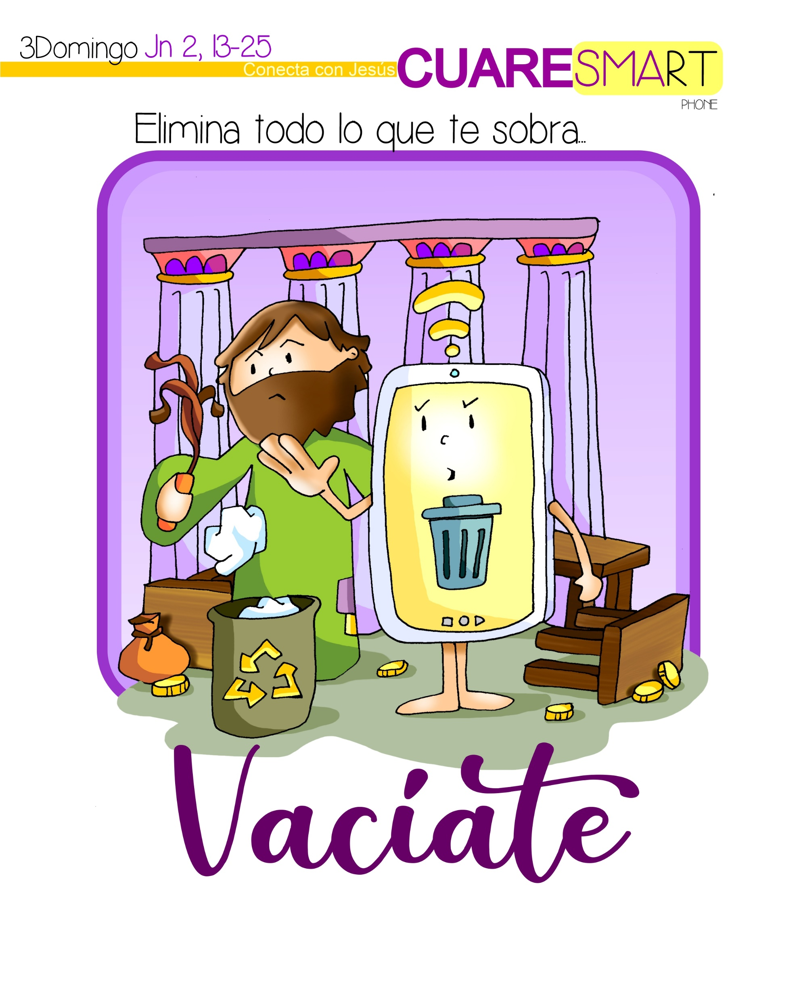 3Domingo Jn 2, 13-25
Conecta con Jesús CUARESMART
PHONE
Elimina todo lo que te sobra...
Vacíate